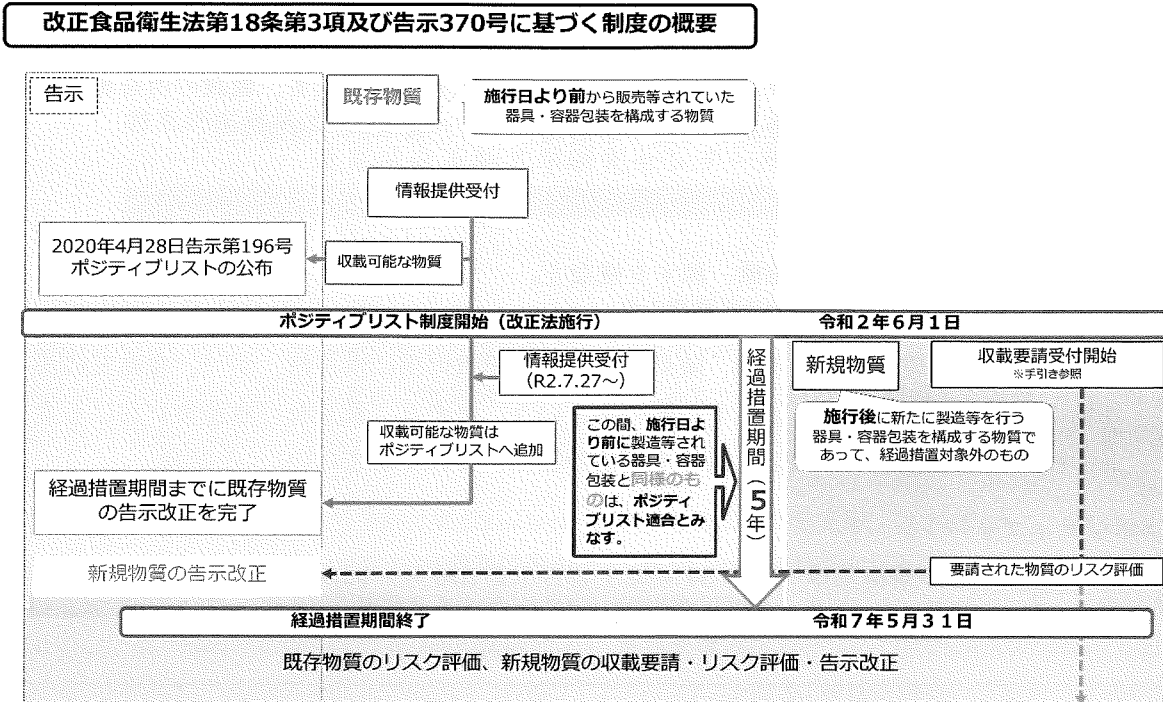 改正食品衛生法第18条第3項及び告示370号に基づく制度の概要
告示
既存物質
施行日より前から販売等されていた
器具・容器包装を構成する物質
情報提供受付
2020年4月28日告示第196号
ポジティブリストの公布
収載可能な物質
ポジティブリスト制度開始（改正法施行）
令和２年６月１日
情報提供受付
（R2.7.27～）
収載可能な物質は
ポジティブリストへ追加
経過措置期間までに既存物質
の告示改正を完了
この間、施行日よ
り前に製造等され
ている器具・容器
包装と同様のも
のは、ポジティ
ブリスト適合とみ
なす。
経過措置期間（５年）
新規物質
収載要請受付開始
※手引き参照
施行後に新たに製造等を行う
器具・容器包装を構成する物質で
あって、経過措置対象外のもの
新規物質の告示改正
要請された物質のリスク評価
経過措置期間終了
令和７年５月３１日
既存物質のリスク評価、新規物質の収載要請・リスク評価・告示改正